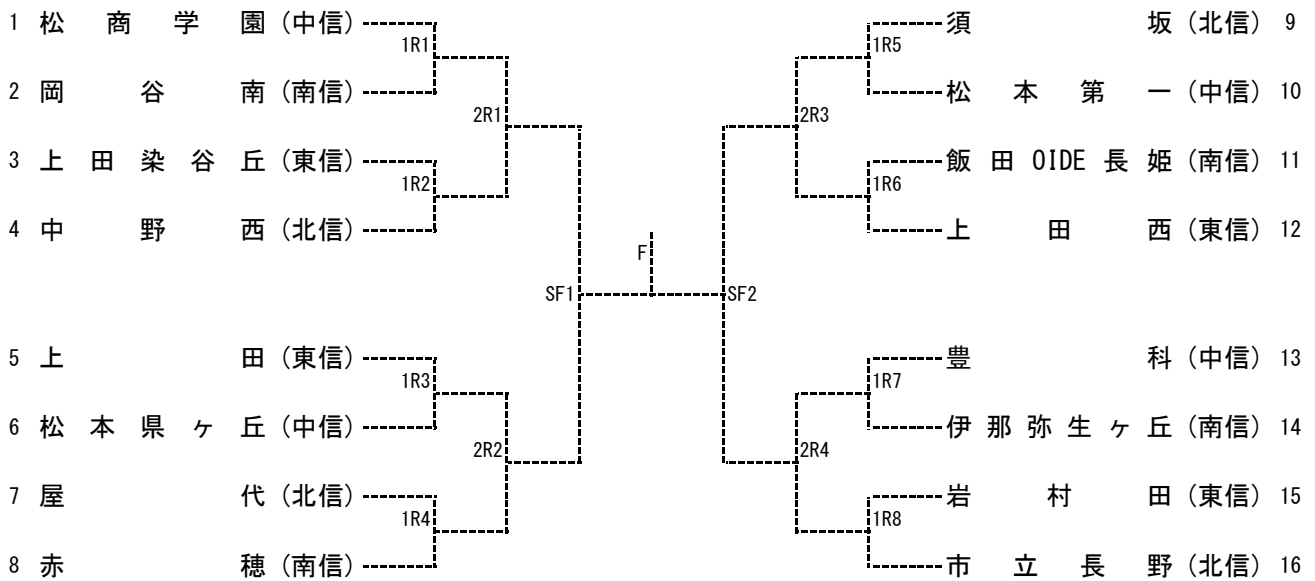 1 松商学園(中信)
1R1
2 岡谷南(南信)
2R1
3 上田染谷丘(東信)
1R2
4 中野西(北信)
SF1
5 上田(東信)
1R3
6 松本県ヶ丘(中信)
2R2
7 屋代(北信)
1R4
8 赤穂(南信)
F
須坂(北信) 9
1R5
松本第一(中信) 10
2R3
飯田OIDE長姫(南信) 11
1R6
上田西(東信) 12
SF2
豊科(中信) 13
1R7
伊那弥生ヶ丘(南信) 14
2R4
岩村田(東信) 15
1R8
市立長野(北信) 16